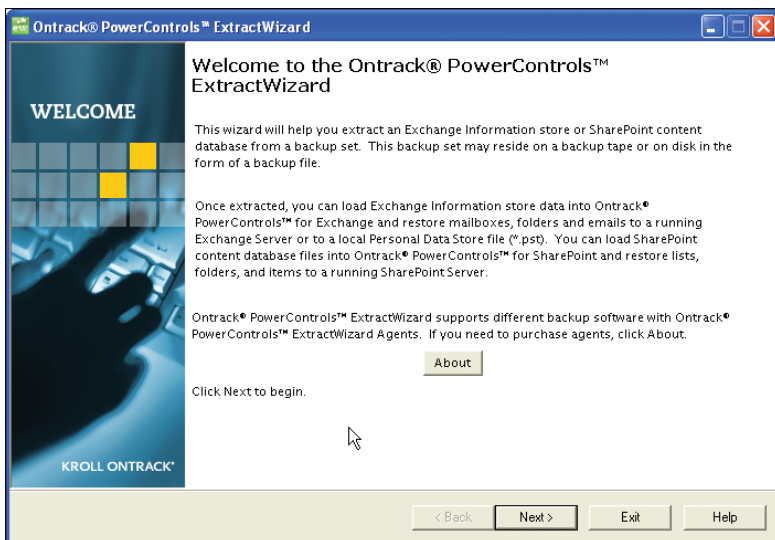 Ontrack® PowerControls™ ExtractWizard
WELCOME
Welcome to the Ontrack® PowerControls™
ExtractWizard
This wizard will help you extract an Exchange Information store or SharePoint content
database from a backup set. This backup set may reside on a backup tape or on disk in the
form of a backup file.
Once extracted, you can load Exchange Information store data into Ontrack®
PowerControls™ for Exchange and restore mailboxes, folders and emails to a running
Exchange Server or to a local Personal Data Store file (*.pst). You can load SharePoint
content database files into Ontrack® PowerControls™ for SharePoint and restore lists,
folders, and items to a running SharePoint Server.
Ontrack® PowerControls™ ExtractWizard supports different backup software with Ontrack®
PowerControls™ ExtractWizard Agents. If you need to purchase agents, click About.
About
Click Next to begin.
KROLL ONTRACK®
< Back
Next >
Exit
Help